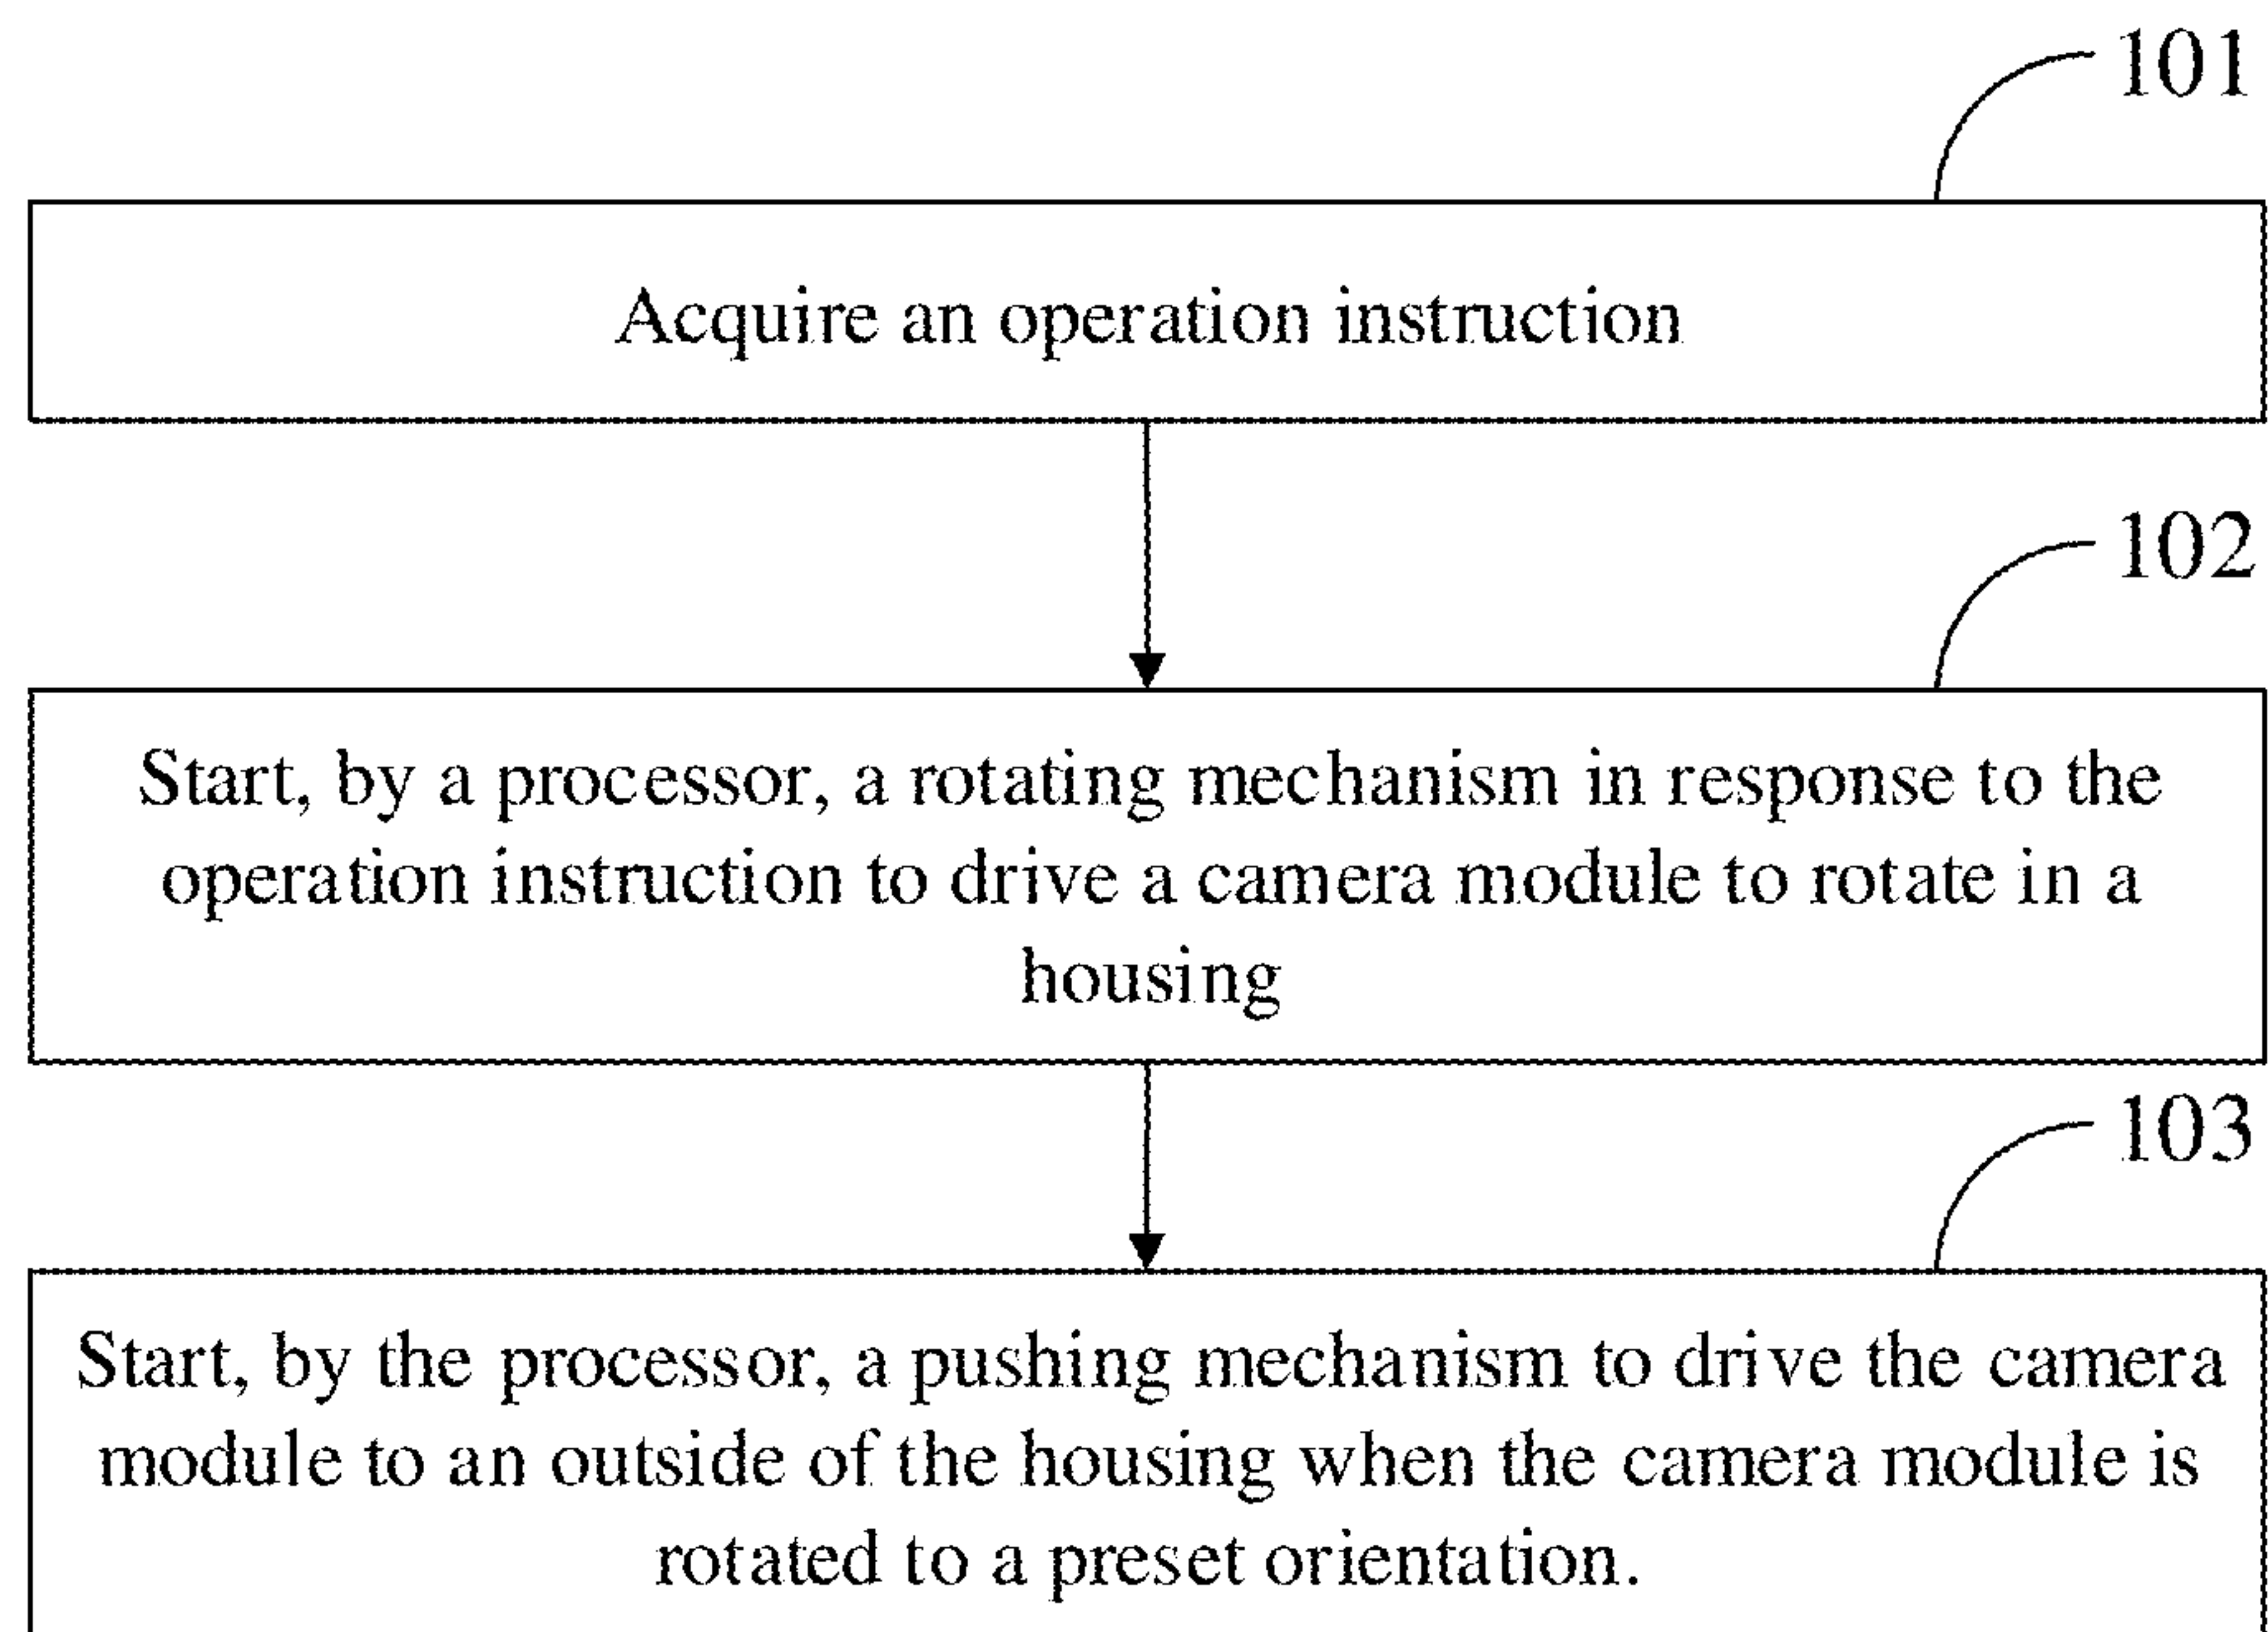 101
Acquire an operation instruction
102
Start, by a processor, a rotating mechanism in response to the
operation instruction to drive a camera module to rotate in a
housing
103
Start, by the processor, a pushing mechanism to drive the camera
module to an outside of the housing when the camera module is
rotated to a preset orientation.